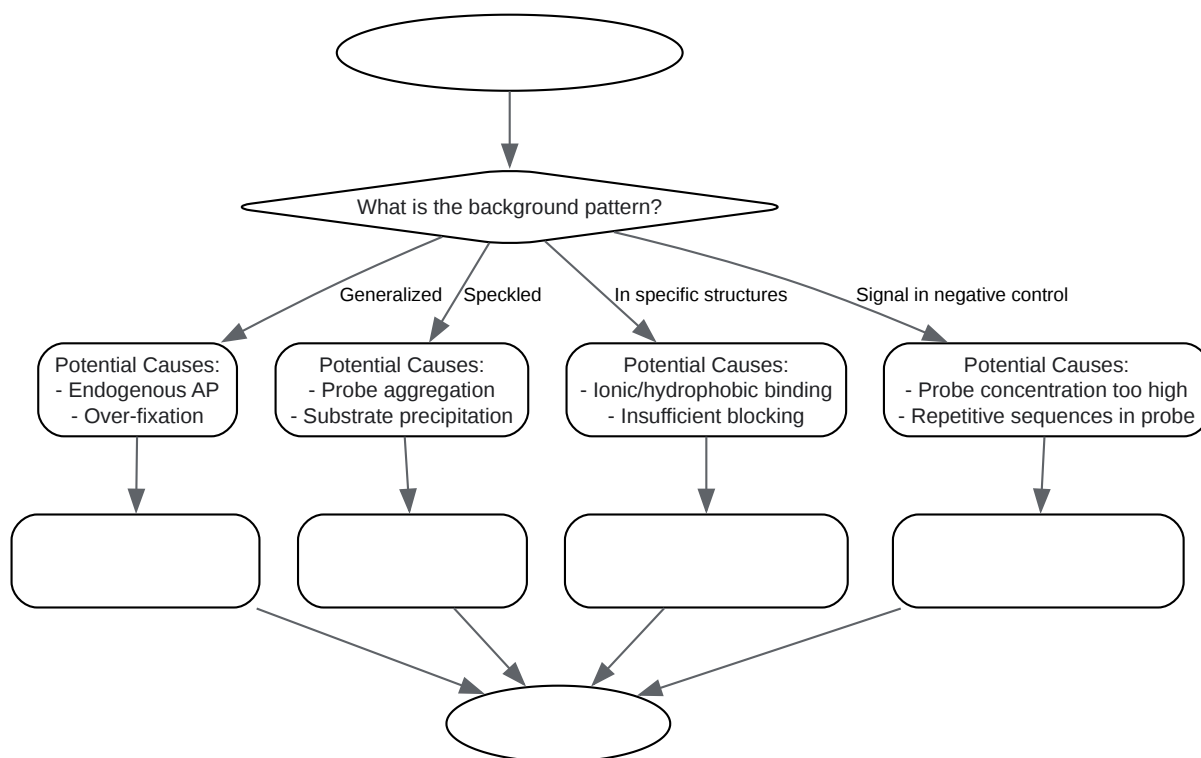 What is the background pattern?
Generalized
Speckled
In specific structures
Signal in negative control
Potential Causes:
- Endogenous AP
- Over-fixation
Potential Causes:
- Probe aggregation
- Substrate precipitation
Potential Causes:
- Ionic/hydrophobic binding
- Insufficient blocking
Potential Causes:
- Probe concentration too high
- Repetitive sequences in probe